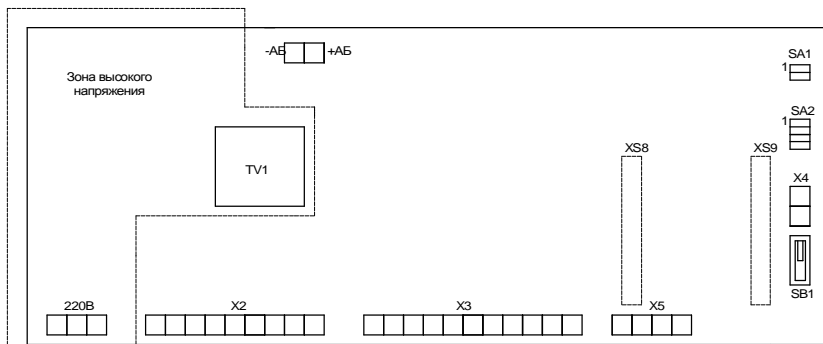 -АБ
+АБ
SA1
1
Зона высокого
напряжения
SA2
1
XS8
XS9
TV1
X4
SB1
220В
X2
X3
X5